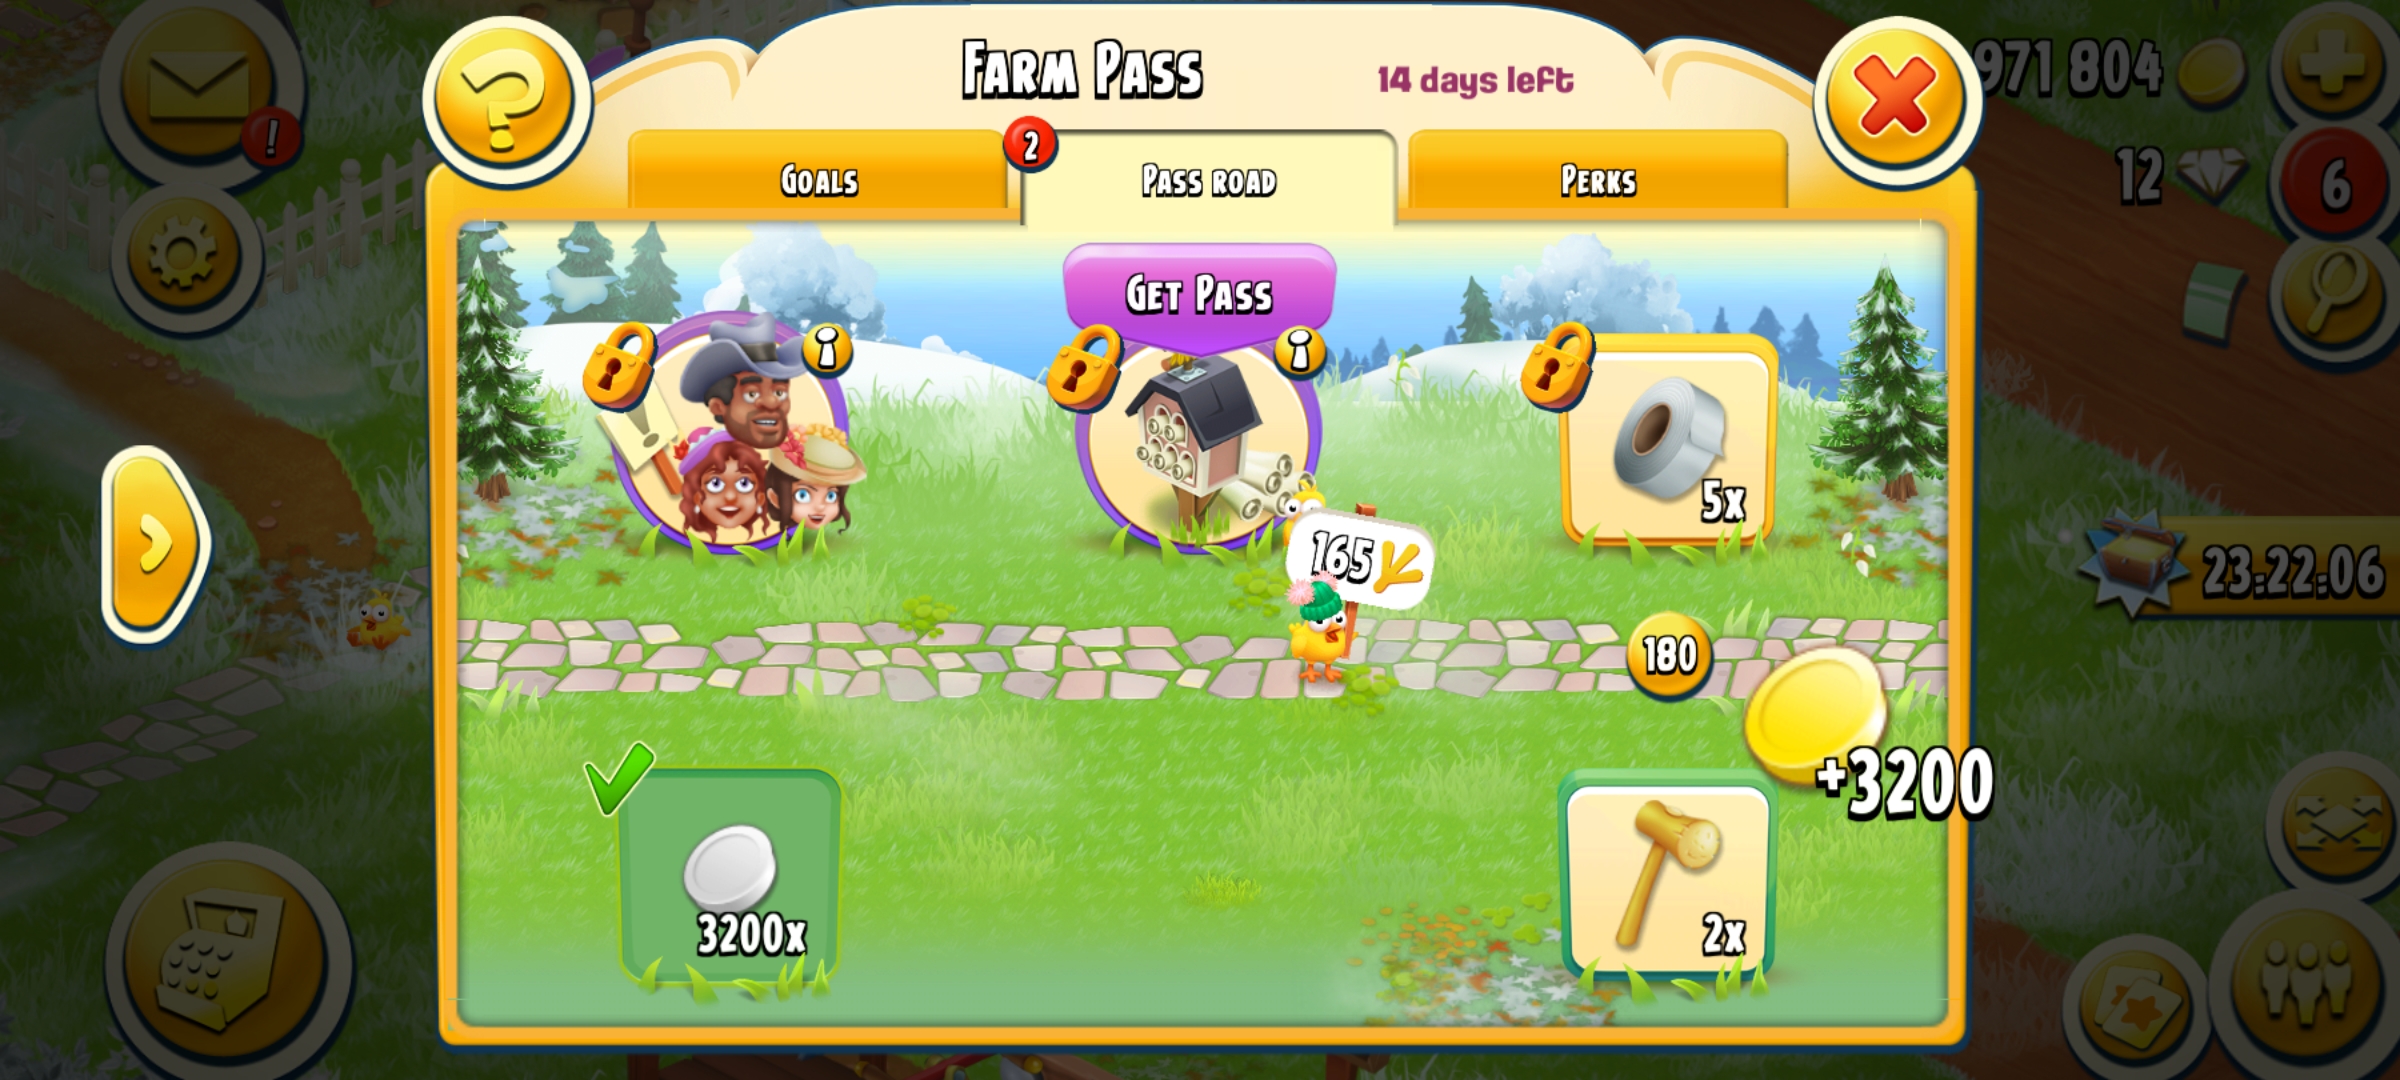 FARM PASS
14 days left
971 804
!
2
GOALS
PASS ROAD
PERKS
12
6
GET PASS
5x
165
23:22:06
180
+3200
3200x
2x